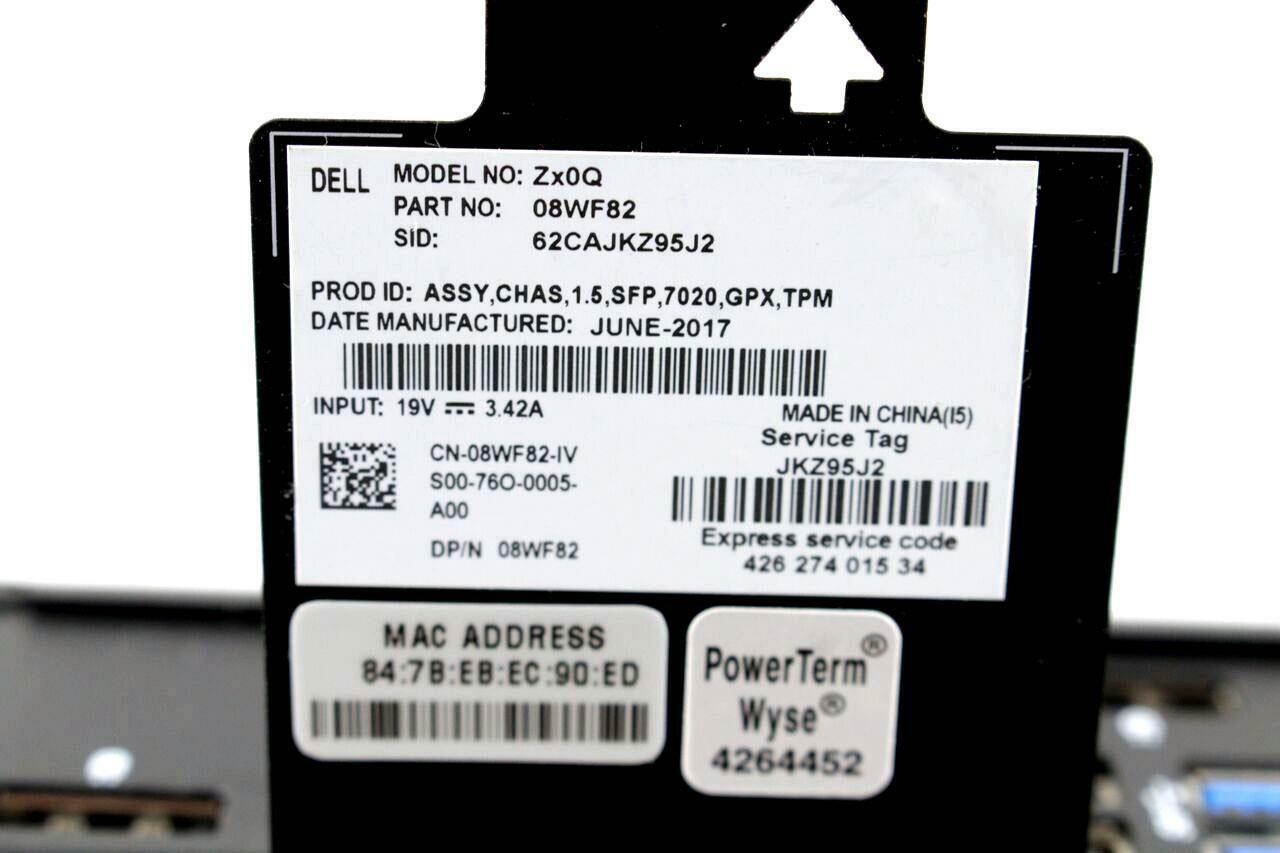 DELL MODEL NO: Zx0Q
PART NO: 08WF82
SID: 62CAJKZ95J2
PROD ID: ASSY,CHAS,1.5,SFP,7020,GPX,TPM
DATE MANUFACTURED: JUNE-2017
INPUT: 19V ⎓ 3.42A
MADE IN CHINA(I5)
Service Tag
JKZ95J2
CN-08WF82-IV
S00-76O-0005-
A00
DP/N 08WF82
Express service code
426 274 015 34
MAC ADDRESS
84:7B:EB:EC:90:ED
PowerTerm®
Wyse®
4264452